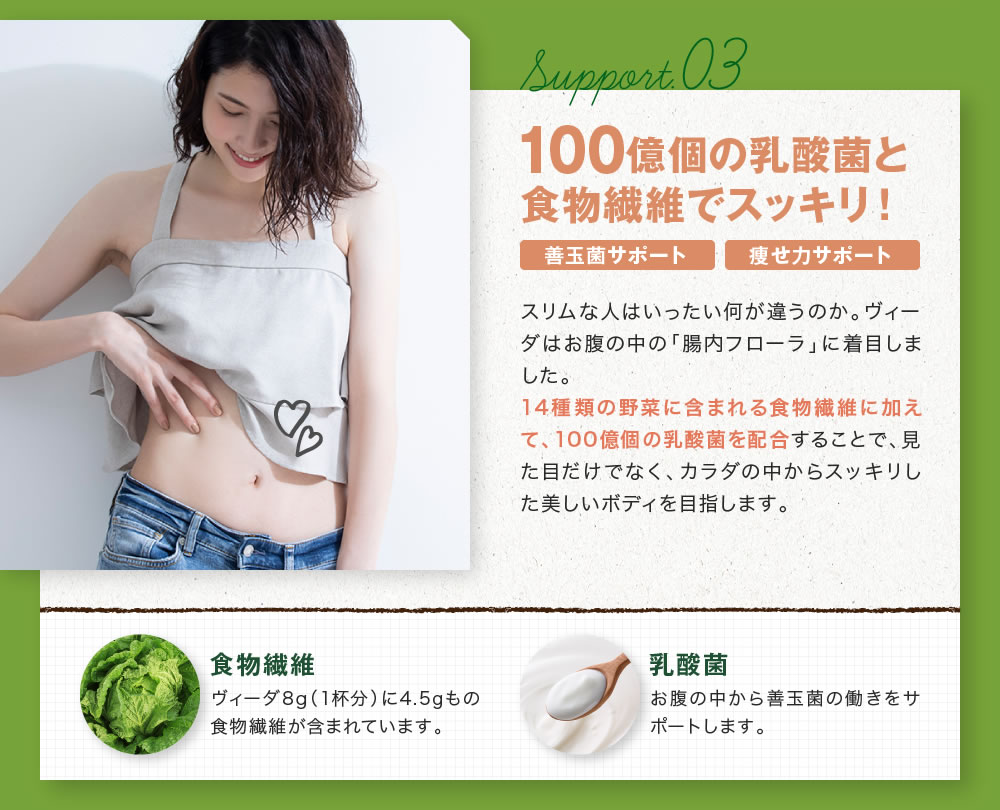 Support.03
100億個の乳酸菌と
食物繊維でスッキリ！
善玉菌サポート
痩せ力サポート
スリムな人はいったい何が違うのか。ヴィー
ダはお腹の中の「腸内フローラ」に着目しま
した。
14種類の野菜に含まれる食物繊維に加え
て、100億個の乳酸菌を配合することで、見
た目だけでなく、カラダの中からスッキリし
た美しいボディを目指します。
食物繊維
ヴィーダ8g（1杯分）に4.5gもの
食物繊維が含まれています。
乳酸菌
お腹の中から善玉菌の働きをサ
ポートします。